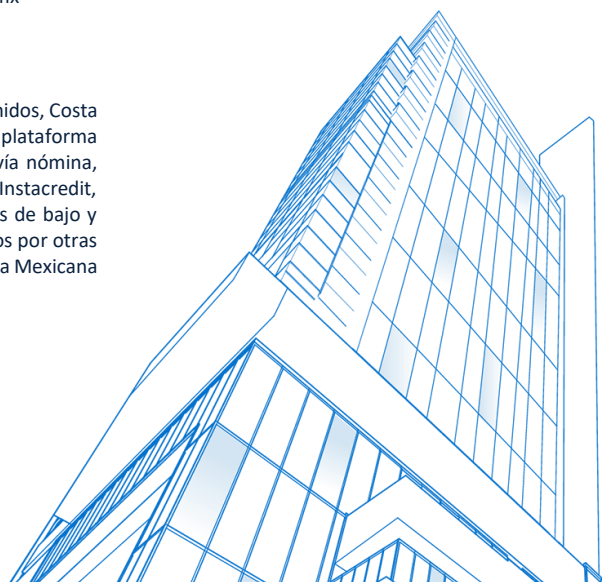 nidos, Costa
plataforma
vía nómina,
Instacredit,
s de bajo y
os por otras
a Mexicana